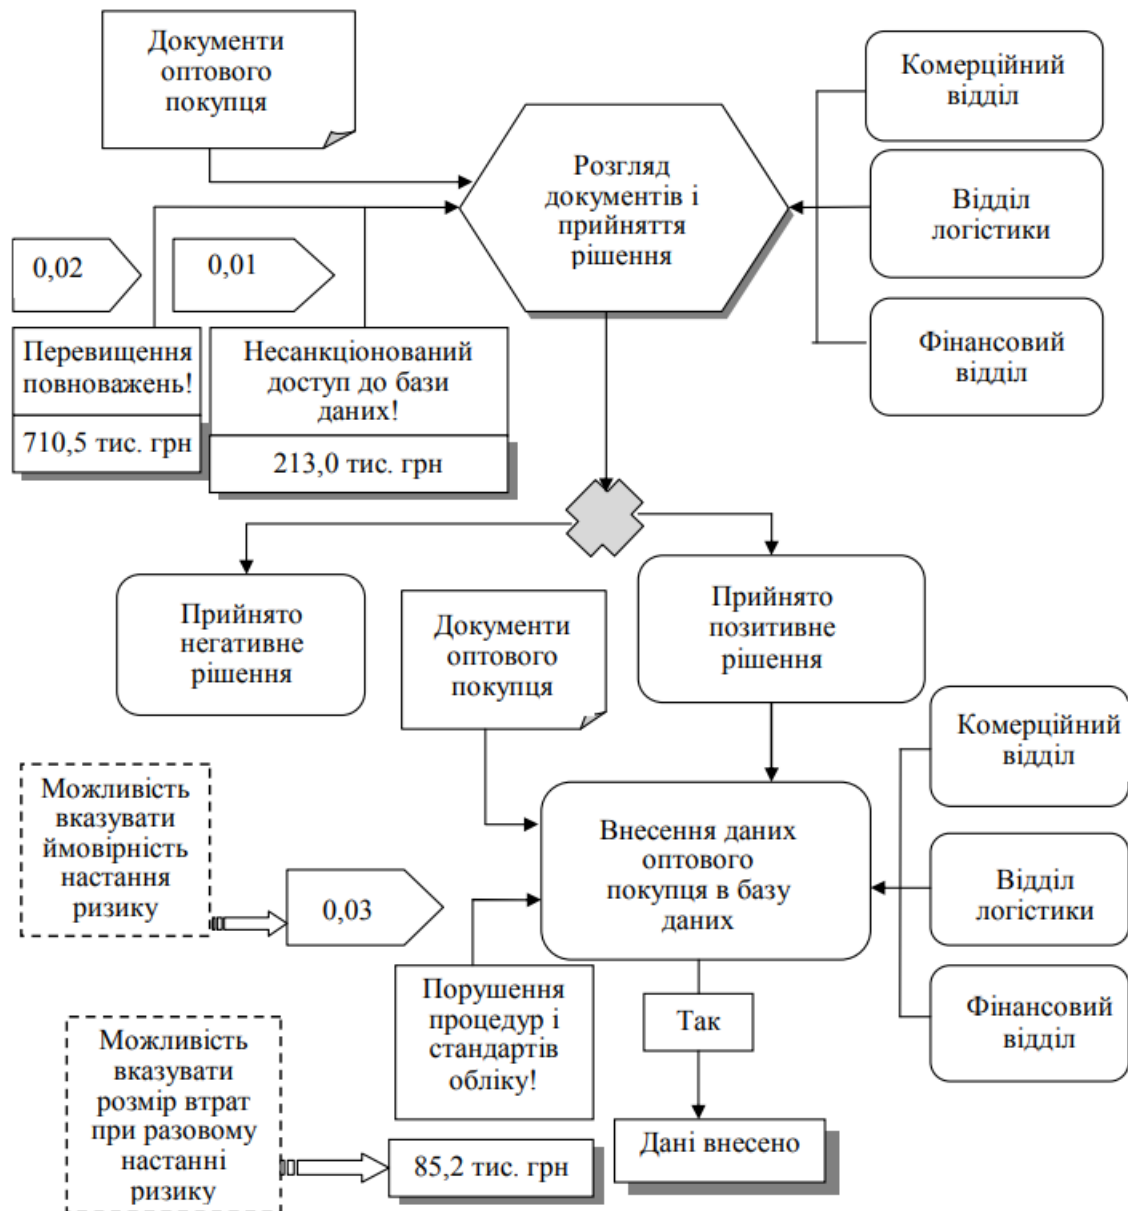 Документи
оптового
покупця
Комерційний
відділ
Розгляд
документів і
прийняття
рішення
Відділ
логістики
Фінансовий
відділ
0,02
0,01
Перевищення
повноважень!
710,5 тис. грн
Несанкціонований
доступ до бази
даних!
213,0 тис. грн
Прийнято
негативне
рішення
Документи
оптового
покупця
Прийнято
позитивне
рішення
Комерційний
відділ
Можливість
вказувати
ймовірність
настання
ризику
0,03
Внесення даних
оптового
покупця в базу
даних
Відділ
логістики
Фінансовий
відділ
Порушення
процедур і
стандартів
обліку!
Так
Можливість
вказувати
розмір втрат
при разовому
настанні
ризику
85,2 тис. грн
Дані внесено